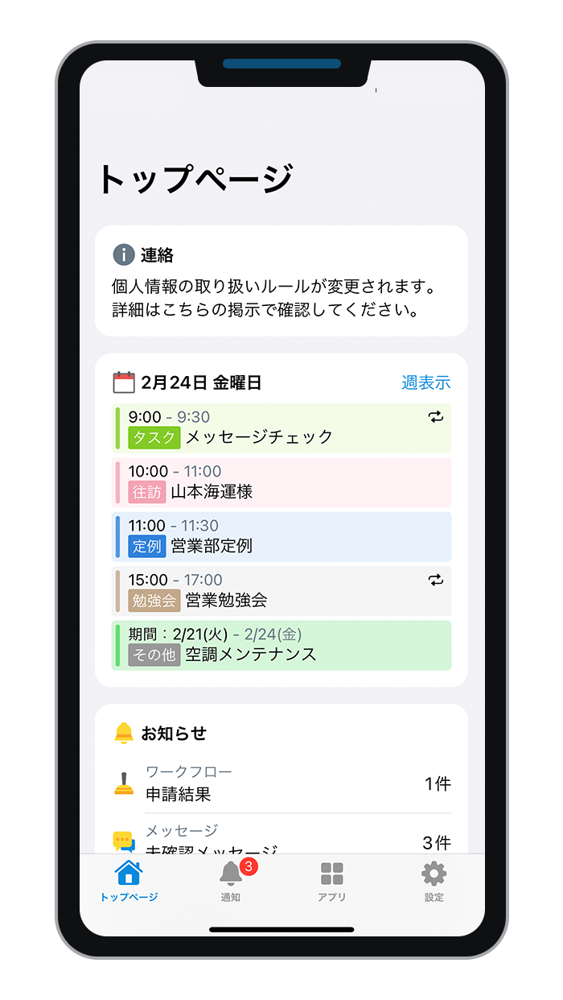 トップページ
連絡
個人情報の取り扱いルールが変更されます。
詳細はこちらの掲示で確認してください。
2月24日 金曜日 週表示
9:00 - 9:30
タスク メッセージチェック
10:00 - 11:00
往訪 山本海運様
11:00 - 11:30
定例 営業部定例
15:00 - 17:00
勉強会 営業勉強会
期間：2/21(火) - 2/24(金)
その他 空調メンテナンス
お知らせ
ワークフロー
申請結果 1件
メッセージ
未確認メッセージ 3件
3
トップページ 通知 アプリ 設定